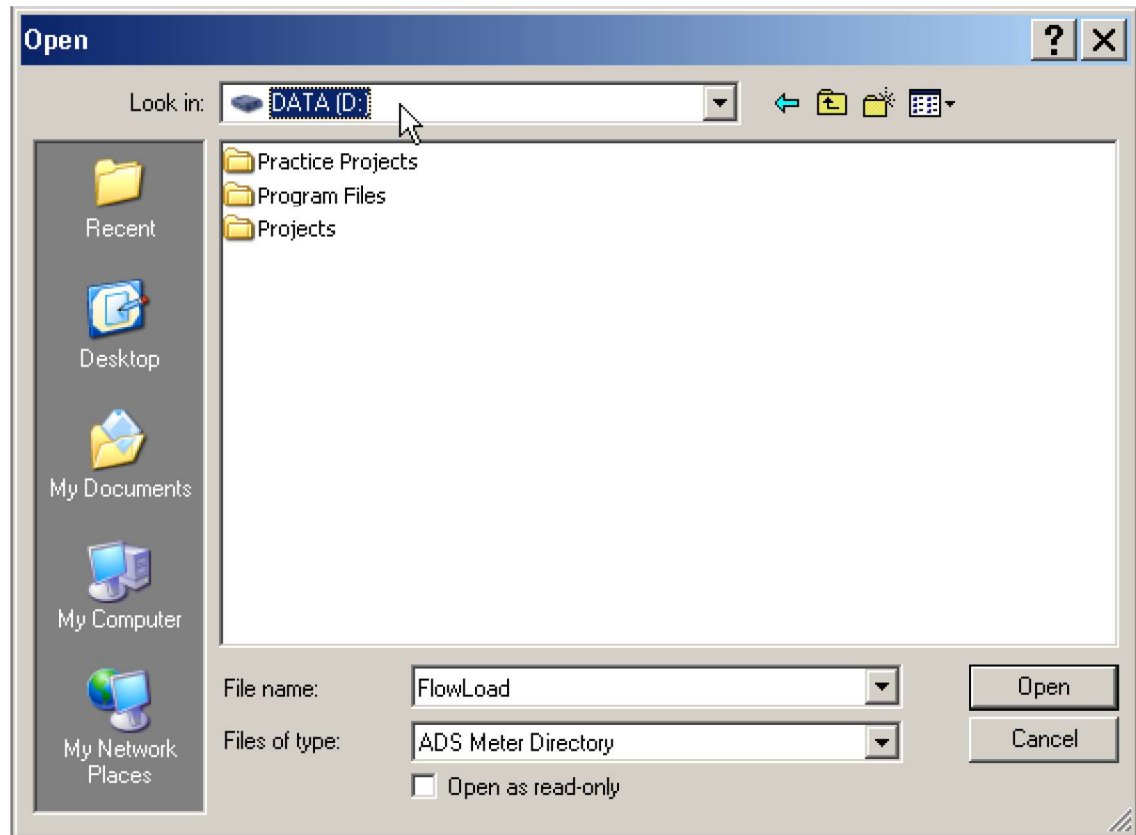 Open
Look in: DATA (D:)
Practice Projects
Program Files
Projects
Recent
Desktop
My Documents
My Computer
My Network
Places
File name: FlowLoad Open
Files of type: ADS Meter Directory Cancel
Open as read-only